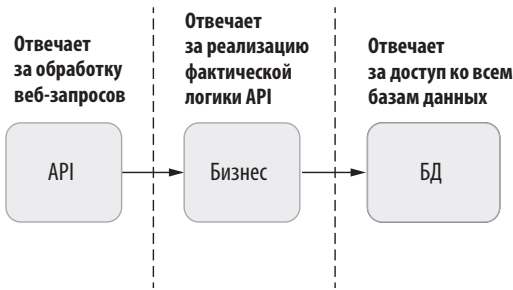 Отвечает
за обработку
веб-запросов
Отвечает
за реализацию
фактической
логики API
Отвечает
за доступ ко всем
базам данных
API
Бизнес
БД